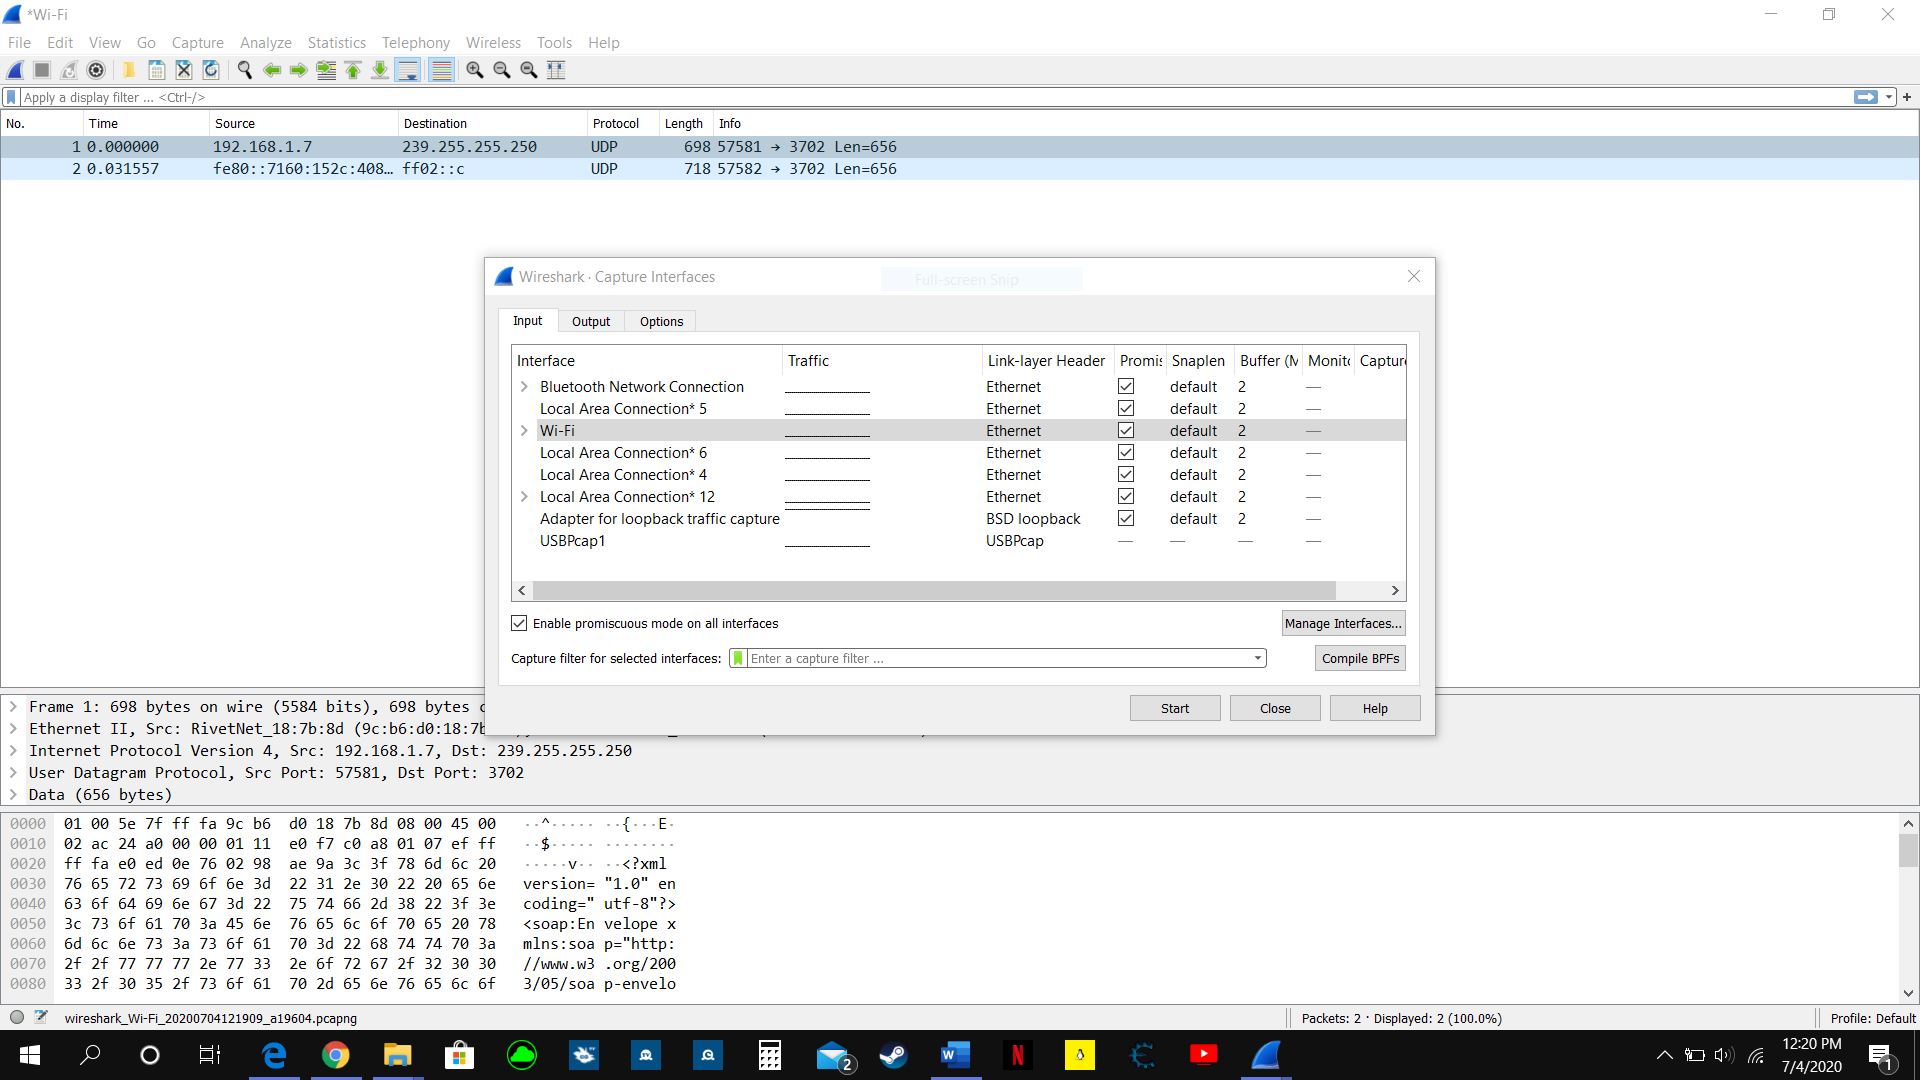 *Wi-Fi
File Edit View Go Capture Analyze Statistics Telephony Wireless Tools Help
Apply a display filter ... <Ctrl-/>
No. Time Source Destination Protocol Length Info
1 0.000000 192.168.1.7 239.255.255.250 UDP 698 57581 → 3702 Len=656
2 0.031557 fe80::7160:152c:408… ff02::c UDP 718 57582 → 3702 Len=656
Wireshark · Capture Interfaces
Full-screen Snip
Input Output Options
Interface Traffic Link-layer Header Promis Snaplen Buffer (M Monito Capture
Bluetooth Network Connection Ethernet default 2 —
Local Area Connection* 5 Ethernet default 2 —
Wi-Fi Ethernet default 2 —
Local Area Connection* 6 Ethernet default 2 —
Local Area Connection* 4 Ethernet default 2 —
Local Area Connection* 12 Ethernet default 2 —
Adapter for loopback traffic capture BSD loopback default 2 —
USBPcap1 USBPcap — — — —
Enable promiscuous mode on all interfaces
Manage Interfaces...
Capture filter for selected interfaces: Enter a capture filter ...
Compile BPFs
Start Close Help
Frame 1: 698 bytes on wire (5584 bits), 698 bytes c
Ethernet II, Src: RivetNet_18:7b:8d (9c:b6:d0:18:7b
Internet Protocol Version 4, Src: 192.168.1.7, Dst: 239.255.255.250
User Datagram Protocol, Src Port: 57581, Dst Port: 3702
Data (656 bytes)
0000 01 00 5e 7f ff fa 9c b6 d0 18 7b 8d 08 00 45 00 ··^····· ··{···E·
0010 02 ac 24 a0 00 00 01 11 e0 f7 c0 a8 01 07 ef ff ··$····· ········
0020 ff fa e0 ed 0e 76 02 98 ae 9a 3c 3f 78 6d 6c 20 ·····v·· ··<?xml
0030 76 65 72 73 69 6f 6e 3d 22 31 2e 30 22 20 65 6e version= "1.0" en
0040 63 6f 64 69 6e 67 3d 22 75 74 66 2d 38 22 3f 3e coding=" utf-8"?>
0050 3c 73 6f 61 70 3a 45 6e 76 65 6c 6f 70 65 20 78 <soap:En velope x
0060 6d 6c 6e 73 3a 73 6f 61 70 3d 22 68 74 74 70 3a mlns:soa p="http:
0070 2f 2f 77 77 77 2e 77 33 2e 6f 72 67 2f 32 30 30 //www.w3 .org/200
0080 33 2f 30 35 2f 73 6f 61 70 2d 65 6e 76 65 6c 6f 3/05/soa p-envelo
wireshark_Wi-Fi_20200704121909_a19604.pcapng Packets: 2 · Displayed: 2 (100.0%) Profile: Default
2
12:20 PM
7/4/2020
1